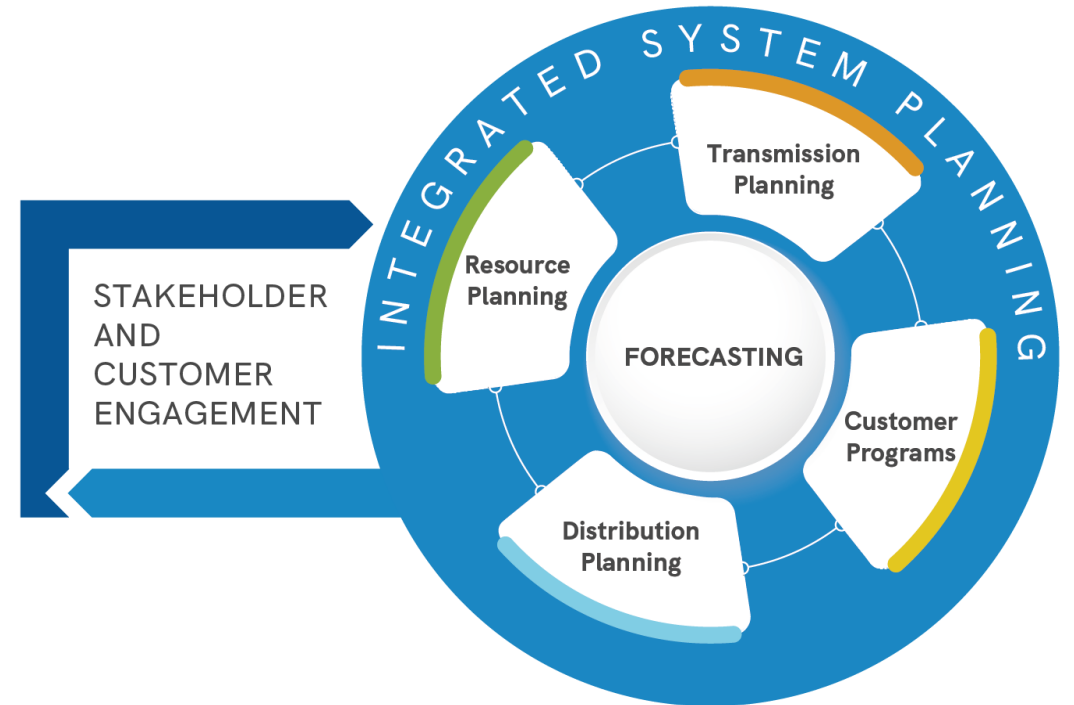 INTEGRATED SYSTEM PLANNING
Transmission
Planning
Resource
Planning
STAKEHOLDER
AND
CUSTOMER
ENGAGEMENT
FORECASTING
Customer
Programs
Distribution
Planning